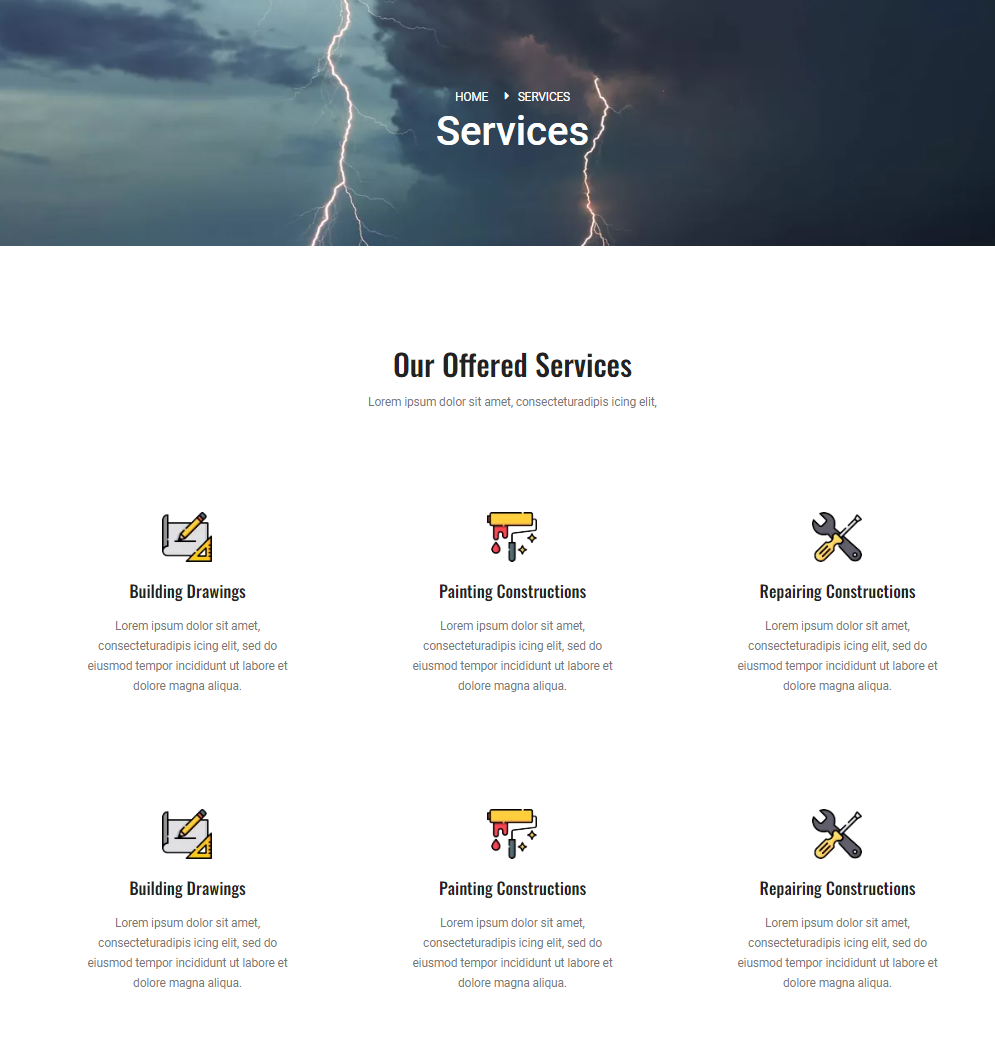 HOME SERVICES
Services
Our Offered Services
Lorem ipsum dolor sit amet, consecteturadipis icing elit,
Building Drawings
Lorem ipsum dolor sit amet,
consecteturadipis icing elit, sed do
eiusmod tempor incididunt ut labore et
dolore magna aliqua.
Painting Constructions
Lorem ipsum dolor sit amet,
consecteturadipis icing elit, sed do
eiusmod tempor incididunt ut labore et
dolore magna aliqua.
Repairing Constructions
Lorem ipsum dolor sit amet,
consecteturadipis icing elit, sed do
eiusmod tempor incididunt ut labore et
dolore magna aliqua.
Building Drawings
Lorem ipsum dolor sit amet,
consecteturadipis icing elit, sed do
eiusmod tempor incididunt ut labore et
dolore magna aliqua.
Painting Constructions
Lorem ipsum dolor sit amet,
consecteturadipis icing elit, sed do
eiusmod tempor incididunt ut labore et
dolore magna aliqua.
Repairing Constructions
Lorem ipsum dolor sit amet,
consecteturadipis icing elit, sed do
eiusmod tempor incididunt ut labore et
dolore magna aliqua.